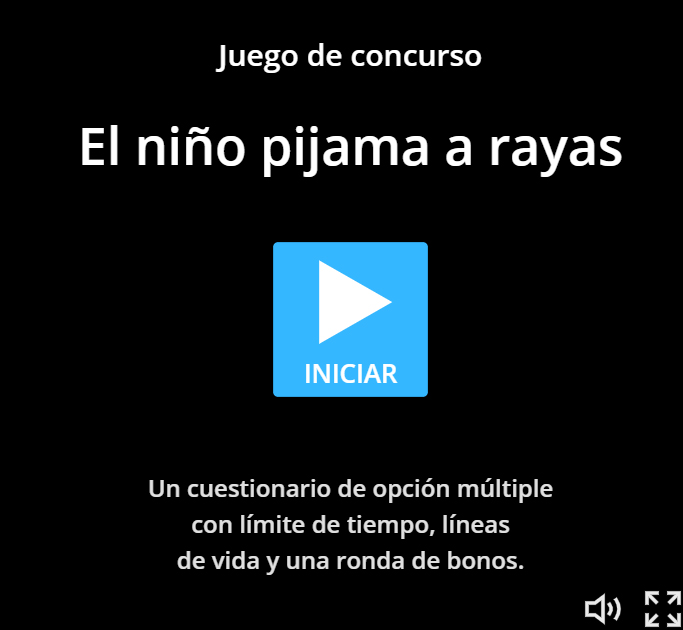 Juego de concurso
El niño pijama a rayas
INICIAR
Un cuestionario de opción múltiple
con límite de tiempo, líneas
de vida y una ronda de bonos.